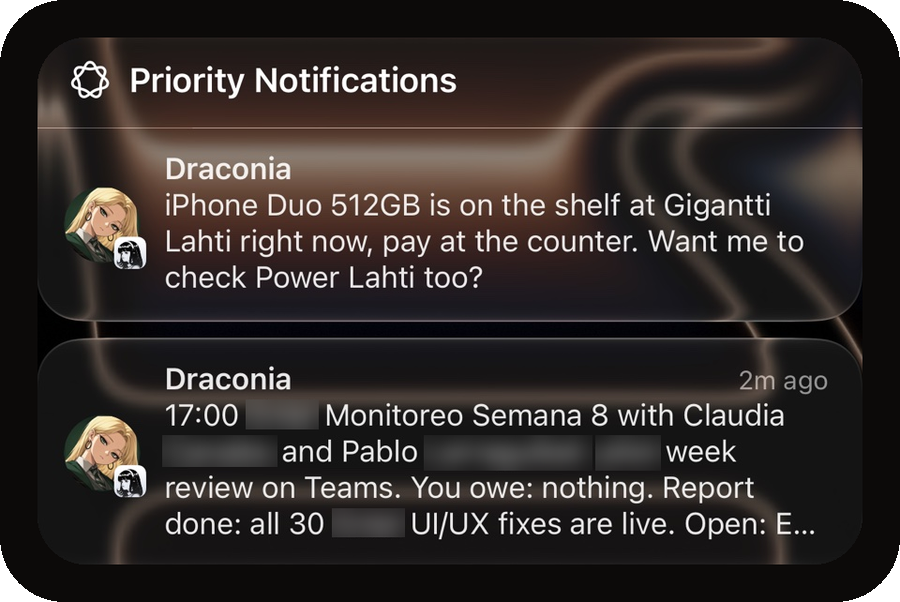 Priority Notifications
Draconia
iPhone Duo 512GB is on the shelf at Gigantti
Lahti right now, pay at the counter. Want me to
check Power Lahti too?
Draconia
2m ago
17:00 Monitoreo Semana 8 with Claudia
and Pablo week
review on Teams. You owe: nothing. Report
done: all 30 UI/UX fixes are live. Open: E...